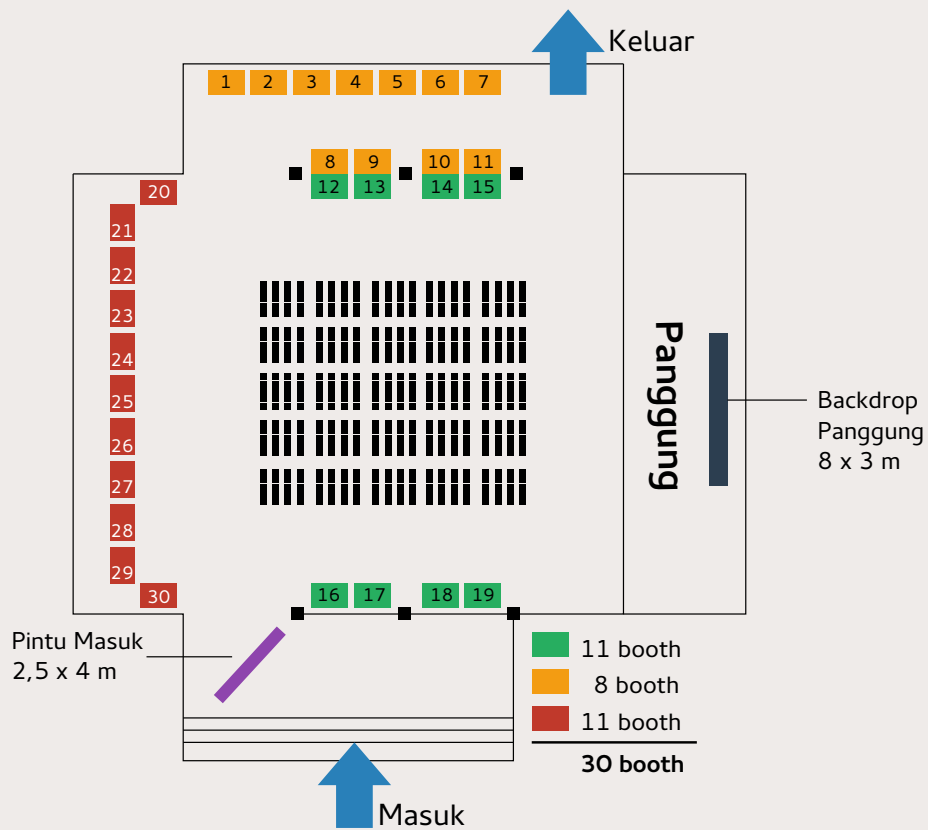 Keluar
1 2 3 4 5 6 7
8 9 10 11
12 13 14 15
20
21
22
23
24
25
26
27
28
29
30
Panggung
Backdrop
Panggung
8 x 3 m
16 17 18 19
Pintu Masuk
2,5 x 4 m
11 booth
8 booth
11 booth
30 booth
Masuk